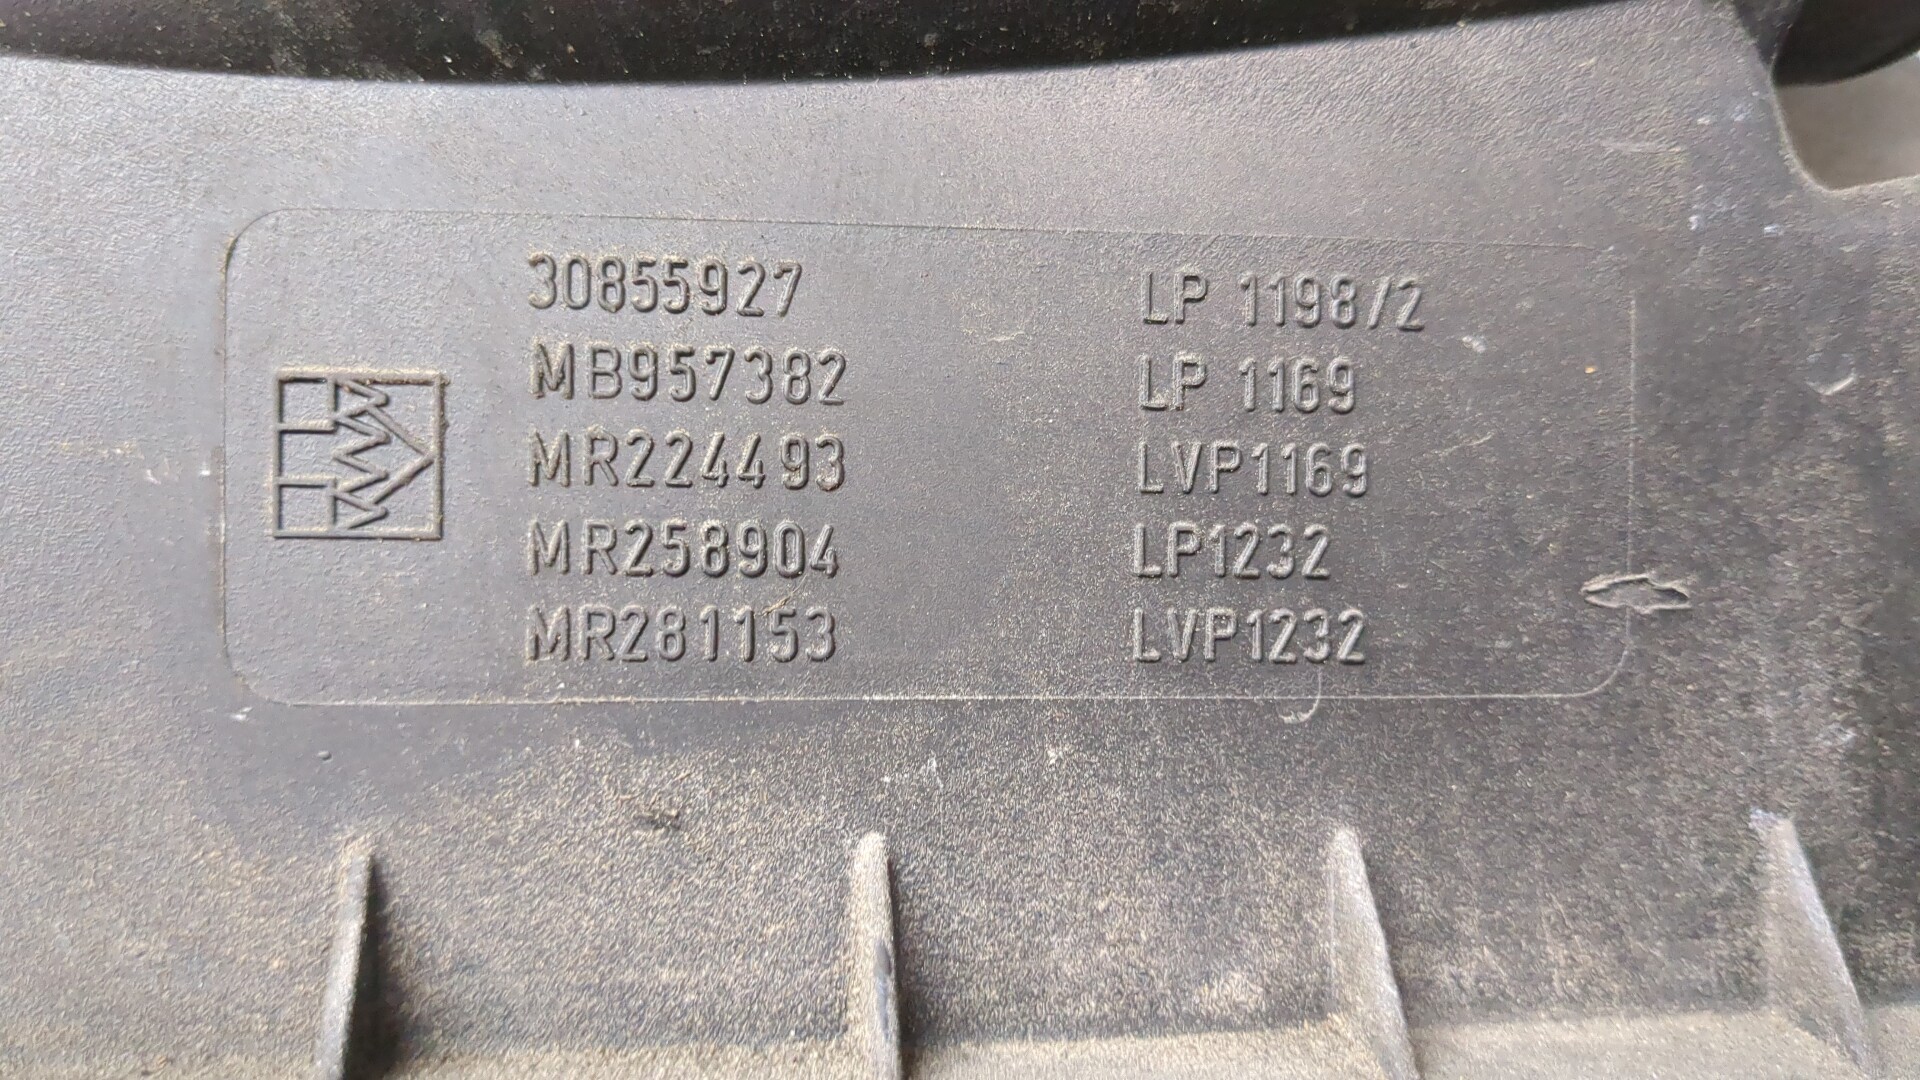 30855927 LP 1198/2
MB957382 LP 1169
MR224493 LVP1169
MR258904 LP1232
MR281153 LVP1232